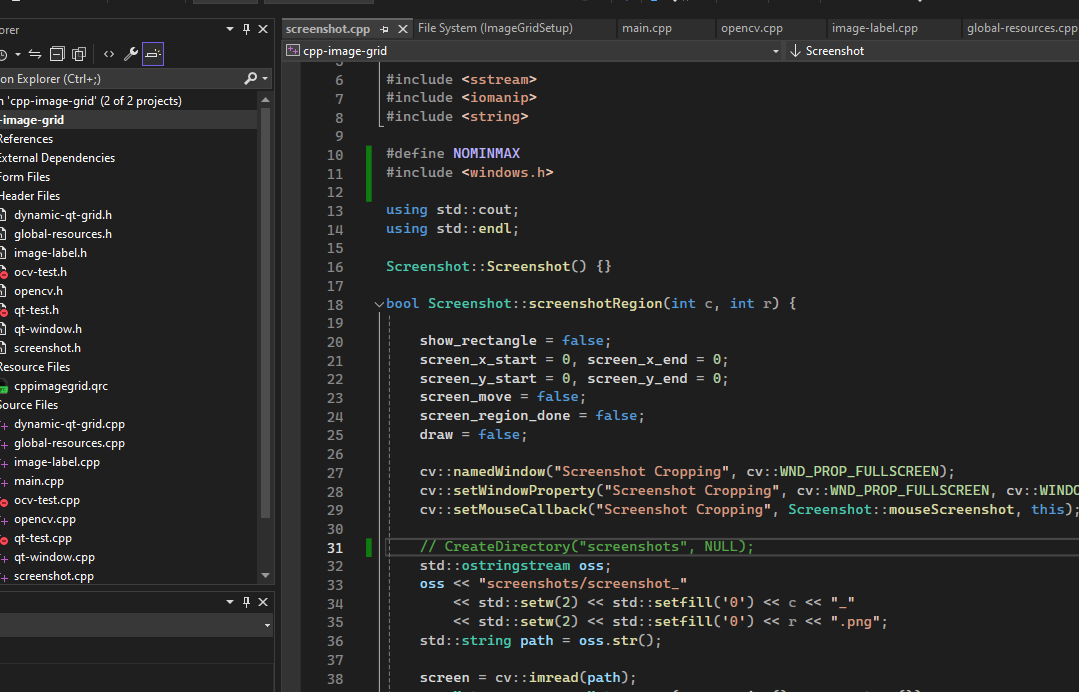 orer
screenshot.cpp
File System (ImageGridSetup)
main.cpp
opencv.cpp
image-label.cpp
global-resources.cpp
cpp-image-grid
Screenshot
on Explorer (Ctrl+;)
n 'cpp-image-grid' (2 of 2 projects)
-image-grid
References
External Dependencies
Form Files
Header Files
dynamic-qt-grid.h
global-resources.h
image-label.h
ocv-test.h
opencv.h
qt-test.h
qt-window.h
screenshot.h
Resource Files
cppimagegrid.qrc
Source Files
dynamic-qt-grid.cpp
global-resources.cpp
image-label.cpp
main.cpp
ocv-test.cpp
opencv.cpp
qt-test.cpp
qt-window.cpp
screenshot.cpp
6 #include <sstream>
7 #include <iomanip>
8 #include <string>
9
10 #define NOMINMAX
11 #include <windows.h>
12
13 using std::cout;
14 using std::endl;
15
16 Screenshot::Screenshot() {}
17
18 bool Screenshot::screenshotRegion(int c, int r) {
19
20 show_rectangle = false;
21 screen_x_start = 0, screen_x_end = 0;
22 screen_y_start = 0, screen_y_end = 0;
23 screen_move = false;
24 screen_region_done = false;
25 draw = false;
26
27 cv::namedWindow("Screenshot Cropping", cv::WND_PROP_FULLSCREEN);
28 cv::setWindowProperty("Screenshot Cropping", cv::WND_PROP_FULLSCREEN, cv::WINDO
29 cv::setMouseCallback("Screenshot Cropping", Screenshot::mouseScreenshot, this);
30
31 // CreateDirectory("screenshots", NULL);
32 std::ostringstream oss;
33 oss << "screenshots/screenshot_"
34 << std::setw(2) << std::setfill('0') << c << "_"
35 << std::setw(2) << std::setfill('0') << r << ".png";
36 std::string path = oss.str();
37
38 screen = cv::imread(path);